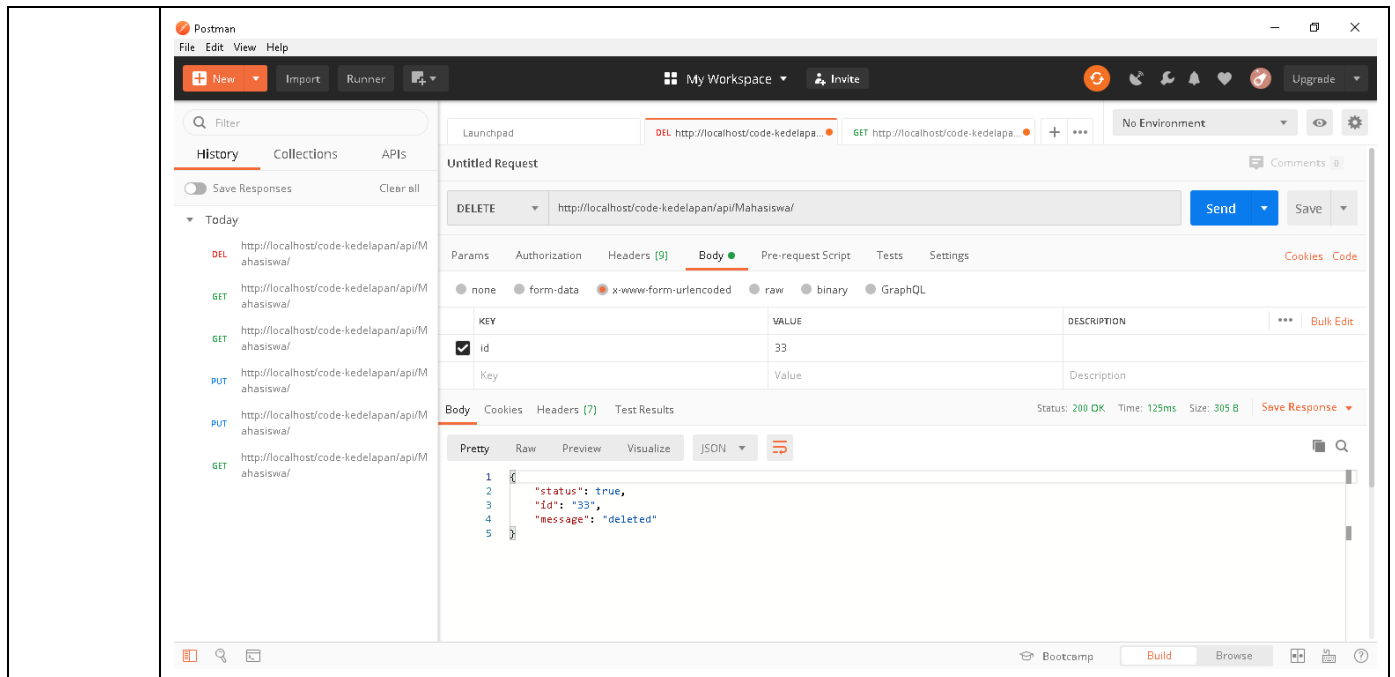 Postman
File Edit View Help
New Import Runner My Workspace Invite Upgrade
Filter
History Collections APIs
Save Responses Clear all
Today
DEL http://localhost/code-kedelapan/api/M
ahasiswa/
GET http://localhost/code-kedelapan/api/M
ahasiswa/
GET http://localhost/code-kedelapan/api/M
ahasiswa/
PUT http://localhost/code-kedelapan/api/M
ahasiswa/
PUT http://localhost/code-kedelapan/api/M
ahasiswa/
GET http://localhost/code-kedelapan/api/M
ahasiswa/
Launchpad DEL http://localhost/code-kedelapa... GET http://localhost/code-kedelapa... + ••• No Environment
Untitled Request Comments 0
DELETE http://localhost/code-kedelapan/api/Mahasiswa/ Send Save
Params Authorization Headers (9) Body Pre-request Script Tests Settings Cookies Code
none form-data x-www-form-urlencoded raw binary GraphQL
KEY VALUE DESCRIPTION ••• Bulk Edit
id 33
Key Value Description
Body Cookies Headers (7) Test Results Status: 200 OK Time: 125ms Size: 305 B Save Response
Pretty Raw Preview Visualize JSON
1 {
2 "status": true,
3 "id": "33",
4 "message": "deleted"
5 }
Bootcamp Build Browse ?